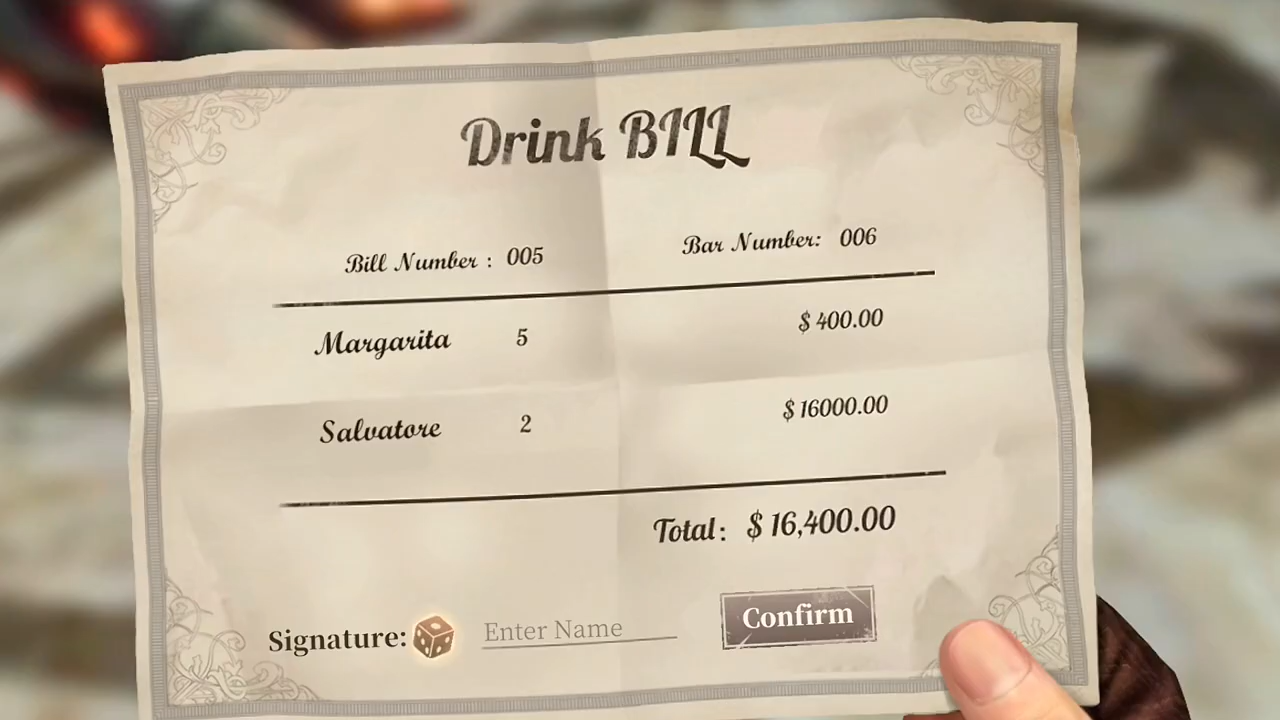 Drink BILL
Bill Number : 005 Bar Number: 006
Margarita 5 $ 400.00
Salvatore 2 $ 16000.00
Total: $ 16,400.00
Signature: Enter Name Confirm